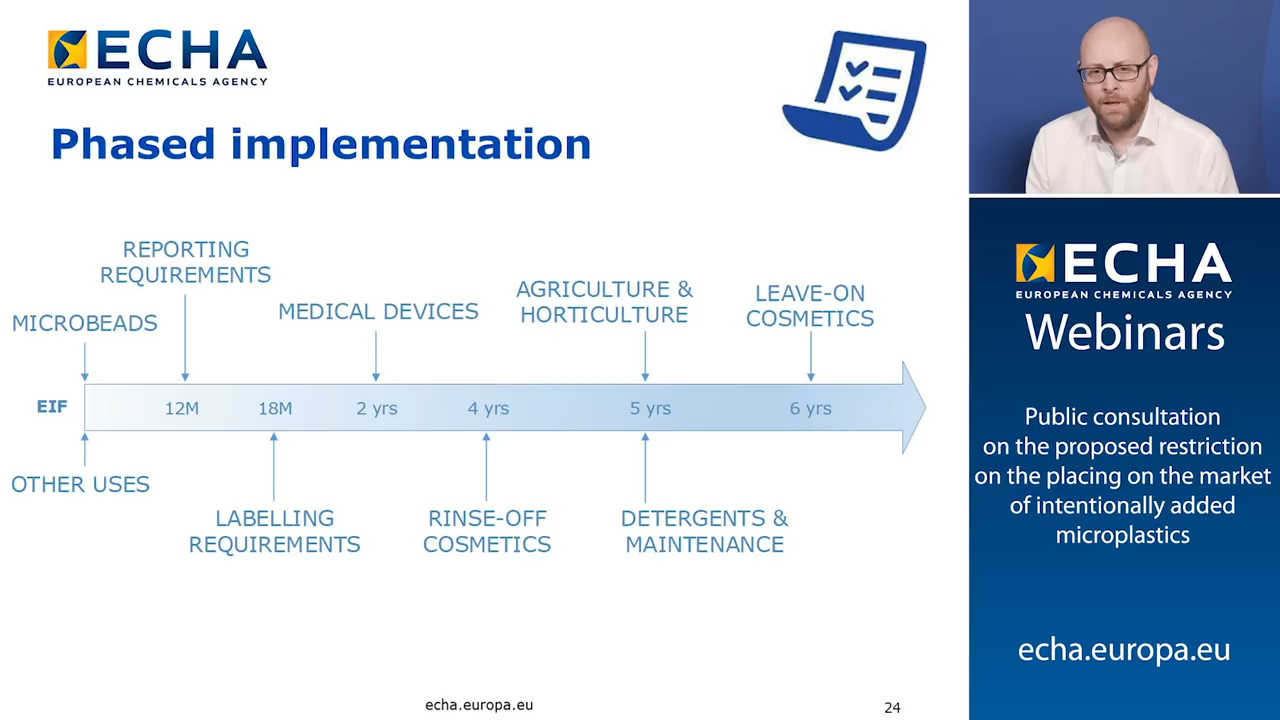 ECHA
EUROPEAN CHEMICALS AGENCY
Phased implementation
REPORTING
REQUIREMENTS
MICROBEADS
MEDICAL DEVICES
AGRICULTURE &
HORTICULTURE
LEAVE-ON
COSMETICS
EIF
12M
18M
2 yrs
4 yrs
5 yrs
6 yrs
OTHER USES
LABELLING
REQUIREMENTS
RINSE-OFF
COSMETICS
DETERGENTS &
MAINTENANCE
echa.europa.eu
24
ECHA
EUROPEAN CHEMICALS AGENCY
Webinars
Public consultation
on the proposed restriction
on the placing on the market
of intentionally added
microplastics
echa.europa.eu